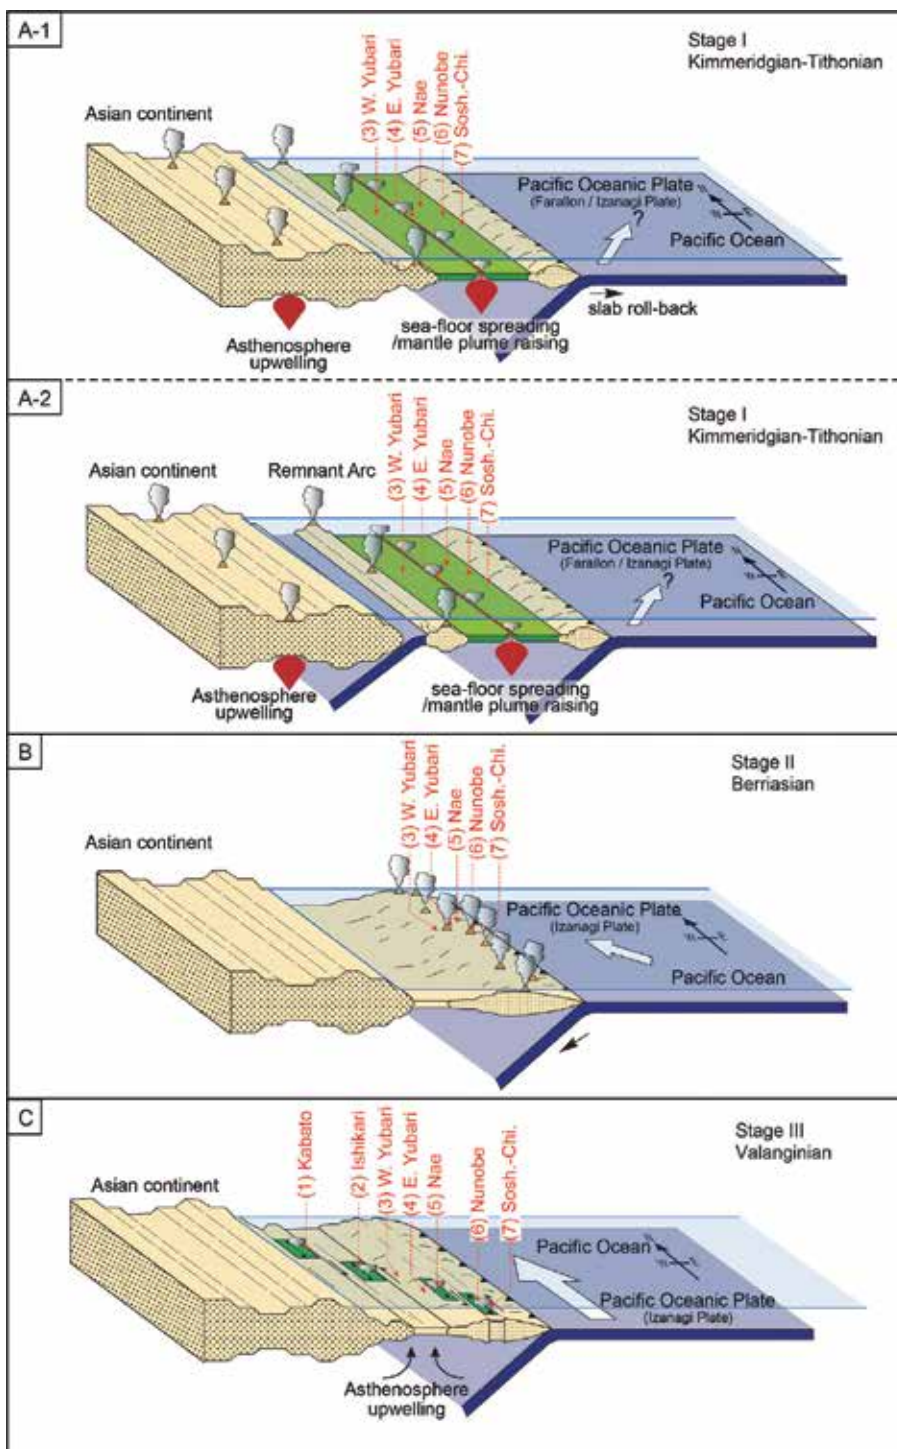 A-1
Stage I
Kimmeridgian-Tithonian
Asian continent
(3) W. Yubari
(4) E. Yubari
(5) Nae
(6) Nunobe
(7) Sosh.-Chi.
Pacific Oceanic Plate
(Farallon / Izanagi Plate)
?
Pacific Ocean
slab roll-back
sea-floor spreading
/mantle plume raising
Asthenosphere
upwelling
A-2
Stage I
Kimmeridgian-Tithonian
Asian continent
Remnant Arc
(3) W. Yubari
(4) E. Yubari
(5) Nae
(6) Nunobe
(7) Sosh.-Chi.
Pacific Oceanic Plate
(Farallon / Izanagi Plate)
?
Pacific Ocean
Asthenosphere
upwelling
sea-floor spreading
/mantle plume raising
B
Stage II
Berriasian
Asian continent
(3) W. Yubari
(4) E. Yubari
(5) Nae
(6) Nunobe
(7) Sosh.-Chi.
Pacific Oceanic Plate
(Izanagi Plate)
Pacific Ocean
C
Stage III
Valanginian
Asian continent
(1) Kabato
(2) Ishikari
(3) W. Yubari
(4) E. Yubari
(5) Nae
(6) Nunobe
(7) Sosh.-Chi.
Pacific Ocean
Pacific Oceanic Plate
(Izanagi Plate)
Asthenosphere
upwelling